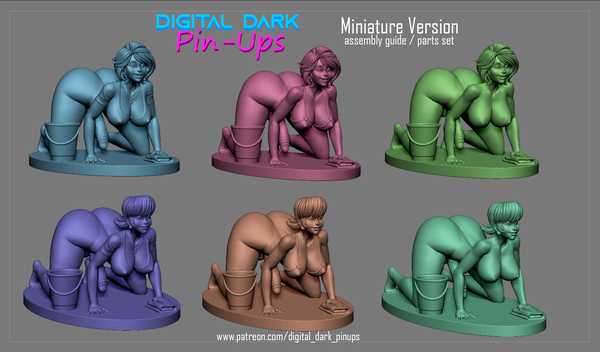 DIGITAL DARK
Pin-Ups
Miniature Version
assembly guide / parts set
www.patreon.com/digital_dark_pinups